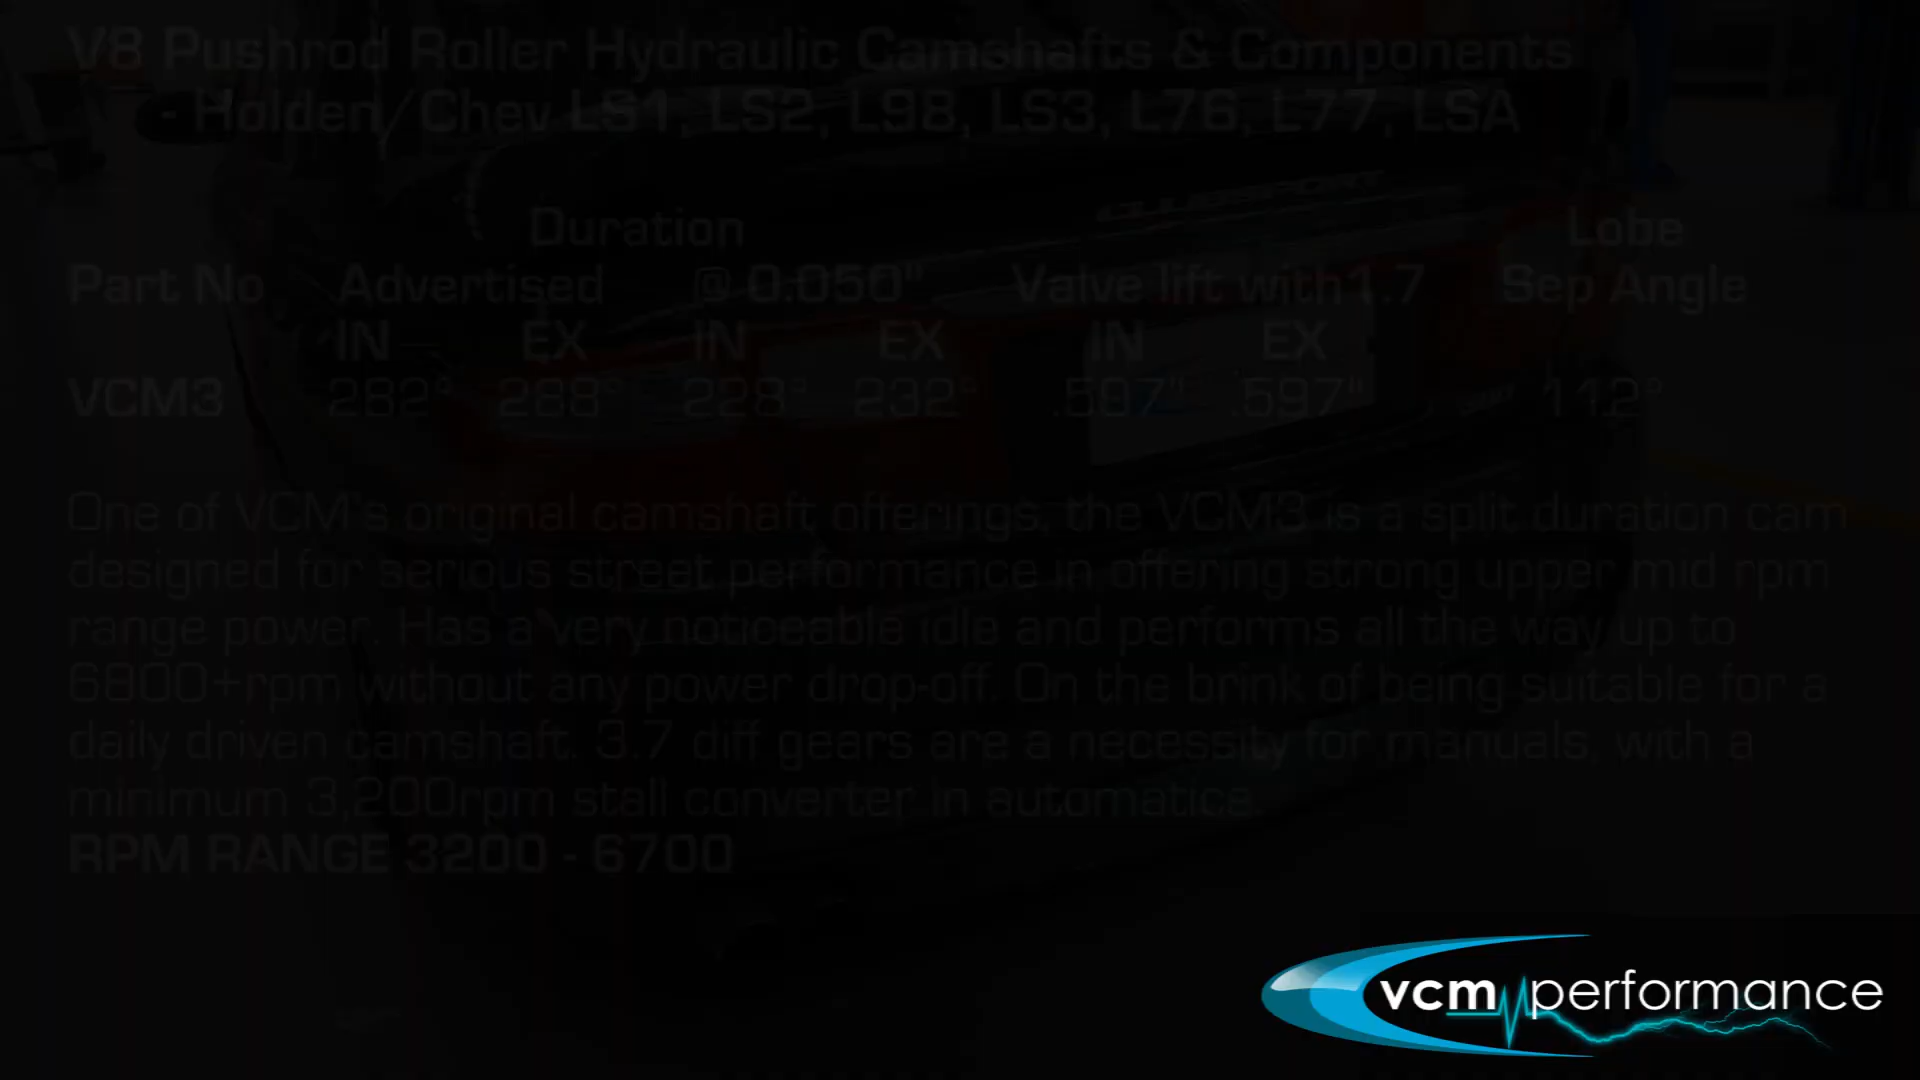 V8 Pushrod Roller Hydraulic Camshafts & Components
- Holden/Chev LS1, LS2, L98, LS3, L76, L77, LSA
Duration Lobe
Part No Advertised @ 0.050" Valve lift with1.7 Sep Angle
IN EX IN EX IN EX
VCM3 282° 288° 228° 232° .597" .597" 112°
One of VCM's original camshaft offerings, the VCM3 is a split duration cam
designed for serious street performance in offering strong upper mid rpm
range power. Has a very noticeable idle and performs all the way up to
6800+rpm without any power drop-off. On the brink of being suitable for a
daily driven camshaft. 3.7 diff gears are a necessity for manuals, with a
minimum 3,200rpm stall converter in automatics.
RPM RANGE 3200 - 6700
CLUBSPORT
vcm performance